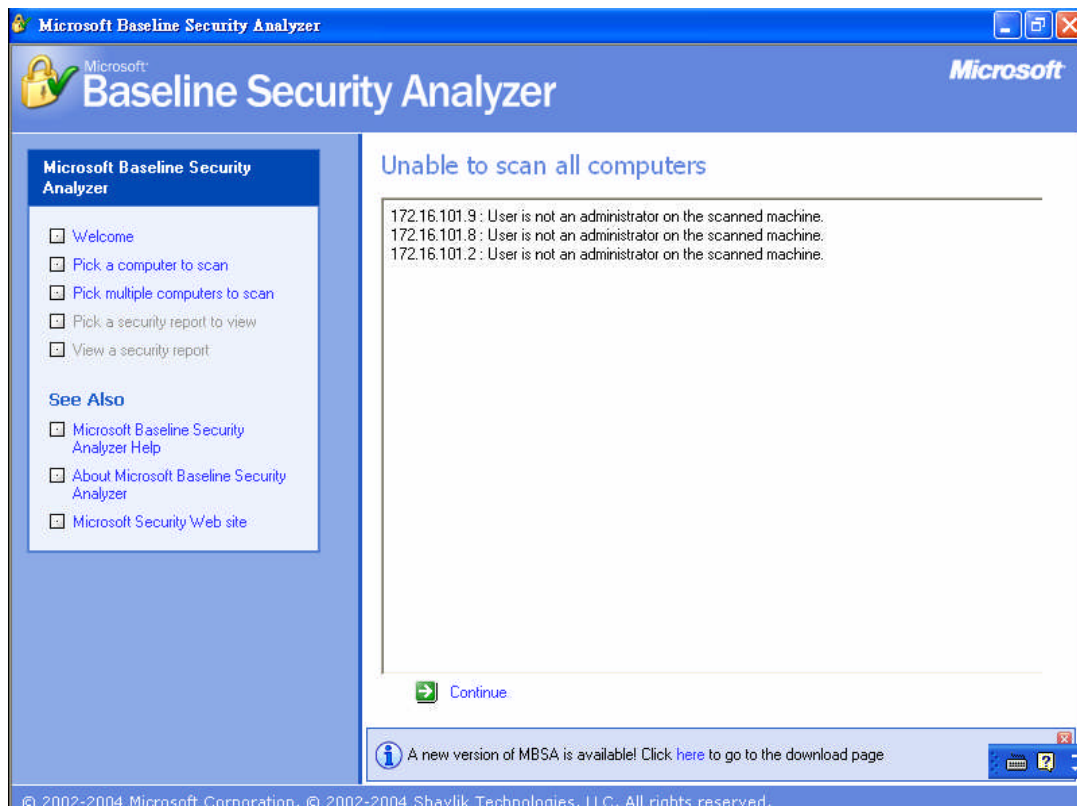 Microsoft Baseline Security Analyzer
Microsoft
Baseline Security Analyzer
Microsoft
Microsoft Baseline Security
Analyzer
Welcome
Pick a computer to scan
Pick multiple computers to scan
Pick a security report to view
View a security report
See Also
Microsoft Baseline Security
Analyzer Help
About Microsoft Baseline Security
Analyzer
Microsoft Security Web site
Unable to scan all computers
172.16.101.9 : User is not an administrator on the scanned machine.
172.16.101.8 : User is not an administrator on the scanned machine.
172.16.101.2 : User is not an administrator on the scanned machine.
Continue
A new version of MBSA is available! Click here to go to the download page
© 2002-2004 Microsoft Corporation, © 2002-2004 Shavlik Technologies, LLC. All rights reserved.